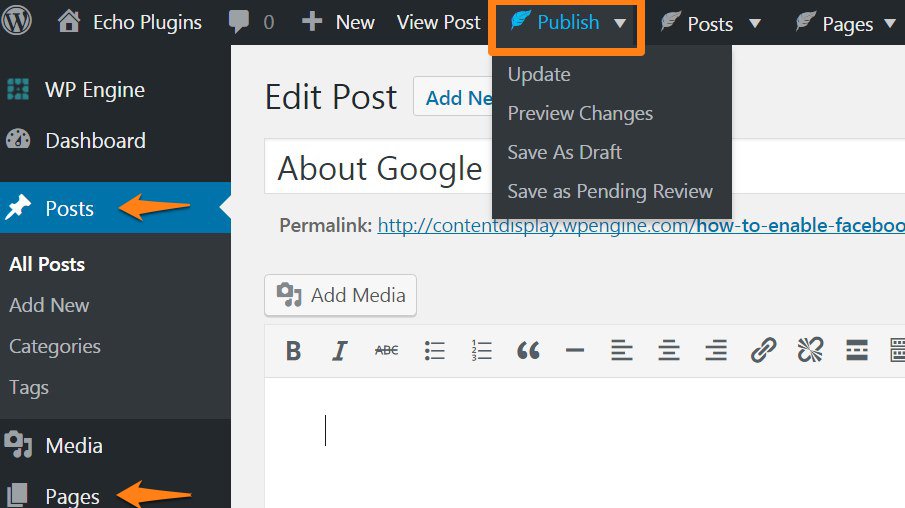 Echo Plugins 0 New View Post Publish Posts Pages
Update
Preview Changes
Save As Draft
Save as Pending Review
WP Engine
Dashboard
Posts
All Posts
Add New
Categories
Tags
Media
Pages
Edit Post Add Ne
About Google
Permalink: http://contentdisplay.wpengine.com/how-to-enable-faceboo
Add Media
B I ABC